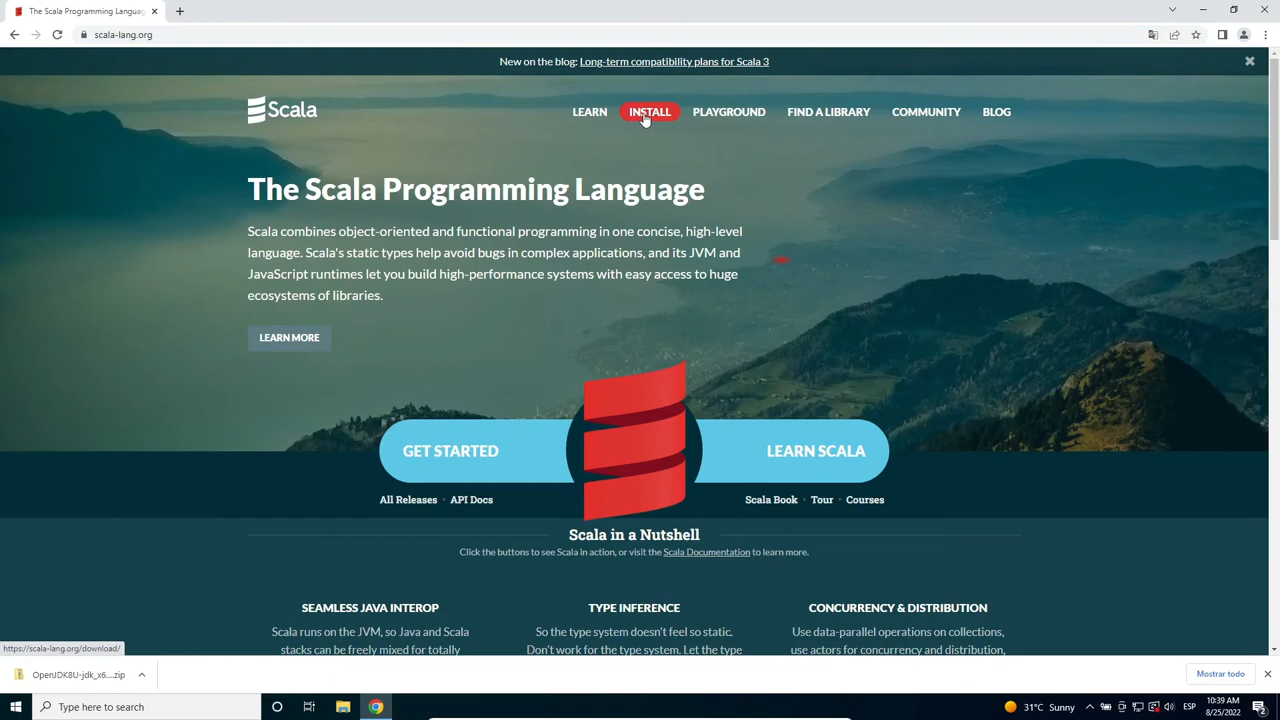 The Scala Programming Langua
scala-lang.org
New on the blog: Long-term compatibility plans for Scala 3
Scala
LEARN INSTALL PLAYGROUND FIND A LIBRARY COMMUNITY BLOG
The Scala Programming Language
Scala combines object-oriented and functional programming in one concise, high-level
language. Scala's static types help avoid bugs in complex applications, and its JVM and
JavaScript runtimes let you build high-performance systems with easy access to huge
ecosystems of libraries.
LEARN MORE
GET STARTED
LEARN SCALA
All Releases • API Docs
Scala Book • Tour • Courses
Scala in a Nutshell
Click the buttons to see Scala in action, or visit the Scala Documentation to learn more.
SEAMLESS JAVA INTEROP
Scala runs on the JVM, so Java and Scala
stacks can be freely mixed for totally
TYPE INFERENCE
So the type system doesn't feel so static.
Don't work for the type system. Let the type
CONCURRENCY & DISTRIBUTION
Use data-parallel operations on collections,
use actors for concurrency and distribution,
https://scala-lang.org/download/
OpenJDK8U-jdk_x6....zip
Mostrar todo
Type here to search
31°C Sunny
ESP
10:39 AM
8/25/2022
2